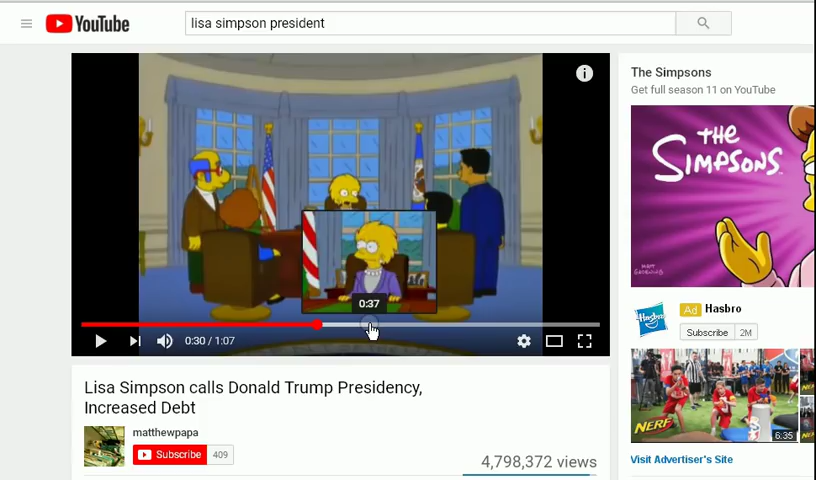 YouTube
lisa simpson president
i
0:37
0:30 / 1:07
Lisa Simpson calls Donald Trump Presidency,
Increased Debt
matthewpapa
Subscribe 409
4,798,372 views
The Simpsons
Get full season 11 on YouTube
THE
SIMPSONS
MATT
GROENING
Hasbro
Ad Hasbro
Subscribe 2M
NERF
6:35
Visit Advertiser's Site